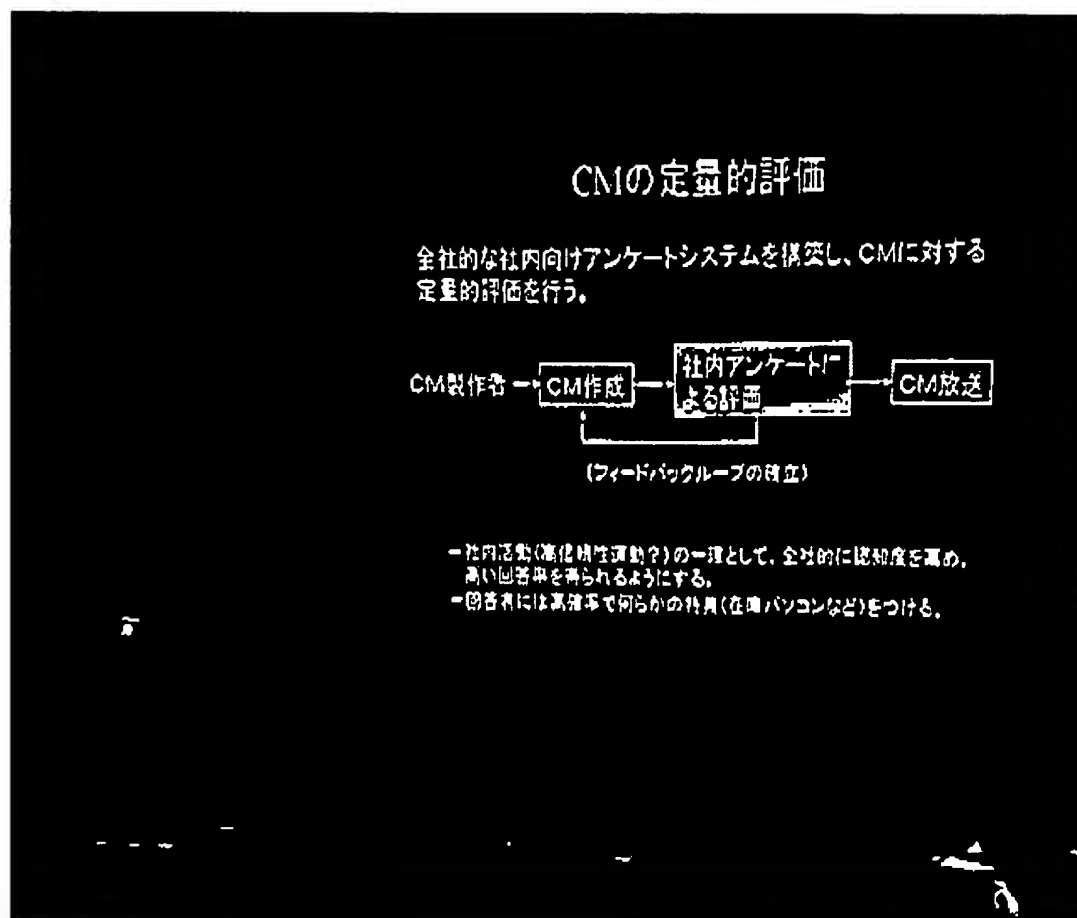 CMの定量的評価
全社的な社内向けアンケートシステムを構築し、CMに対する
定量的評価を行う。
CM製作者
CM作成
社内アンケートに
よる評価
CM放送
(フィードバックループの確立)
ー社内活動(高信頼性運動?)の一環として、全社的に認知度を高め、
高い回答率を得られるようにする。
ー回答者には高確率で何らかの特典(在庫パソコンなど)をつける。